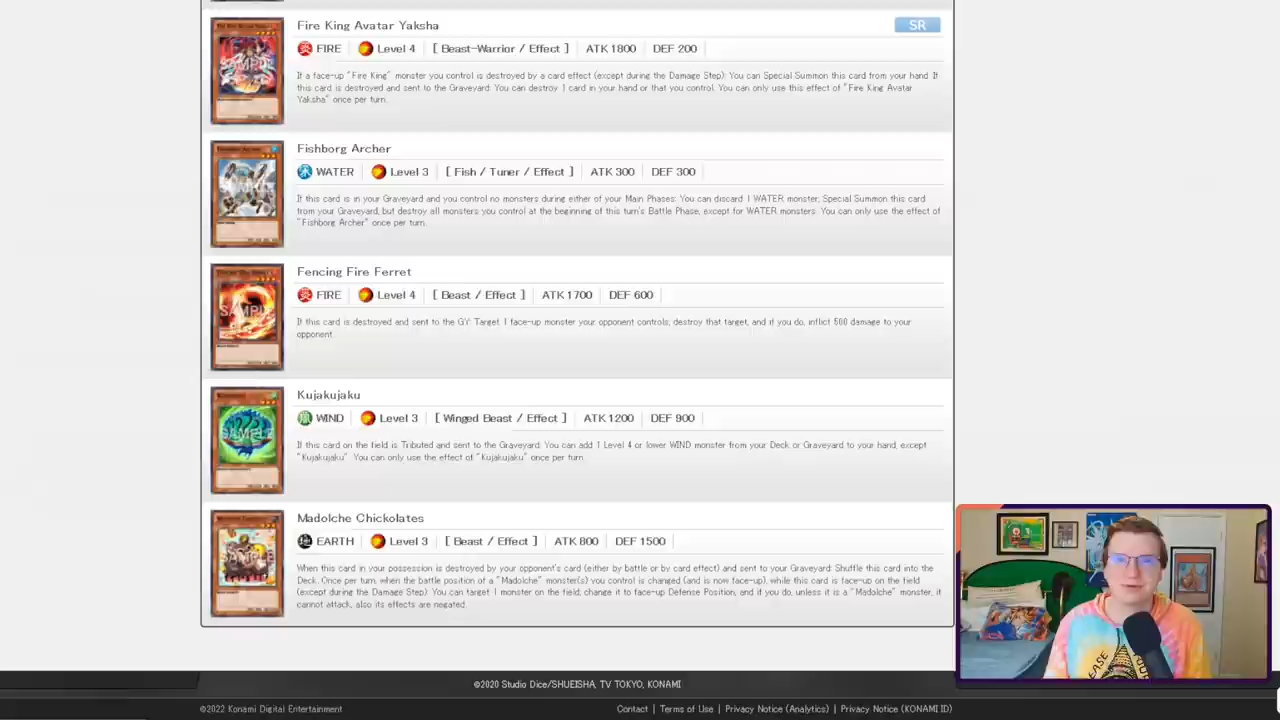 Fire King Avatar Yaksha
SR
FIRE Level 4 [ Beast-Warrior / Effect ] ATK 1800 DEF 200
If a face-up "Fire King" monster you control is destroyed by a card effect (except during the Damage Step): You can Special Summon this card from your hand. If
this card is destroyed and sent to the Graveyard: You can destroy 1 card in your hand or that you control. You can only use this effect of "Fire King Avatar
Yaksha" once per turn.
Fishborg Archer
WATER Level 3 [ Fish / Tuner / Effect ] ATK 300 DEF 300
If this card is in your Graveyard and you control no monsters during either of your Main Phases: You can discard 1 WATER monster; Special Summon this card
from your Graveyard, but destroy all monsters you control at the beginning of this turn's Battle Phase, except for WATER monsters. You can only use the effect of
"Fishborg Archer" once per turn.
Fencing Fire Ferret
FIRE Level 4 [ Beast / Effect ] ATK 1700 DEF 600
If this card is destroyed and sent to the GY: Target 1 face-up monster your opponent controls; destroy that target, and if you do, inflict 500 damage to your
opponent.
Kujakujaku
WIND Level 3 [ Winged Beast / Effect ] ATK 1200 DEF 900
If this card on the field is Tributed and sent to the Graveyard: You can add 1 Level 4 or lower WIND monster from your Deck or Graveyard to your hand, except
"Kujakujaku". You can only use the effect of "Kujakujaku" once per turn.
Madolche Chickolates
EARTH Level 3 [ Beast / Effect ] ATK 800 DEF 1500
When this card in your possession is destroyed by your opponent's card (either by battle or by card effect) and sent to your Graveyard: Shuffle this card into the
Deck. Once per turn, when the battle position of a "Madolche" monster(s) you control is changed (and is now face-up), while this card is face-up on the field
(except during the Damage Step): You can target 1 monster on the field; change it to face-up Defense Position, and if you do, unless it is a "Madolche" monster, it
cannot attack, also its effects are negated.
©2020 Studio Dice/SHUEISHA, TV TOKYO, KONAMI
©2022 Konami Digital Entertainment
Contact | Terms of Use | Privacy Notice (Analytics) | Privacy Notice (KONAMI ID)